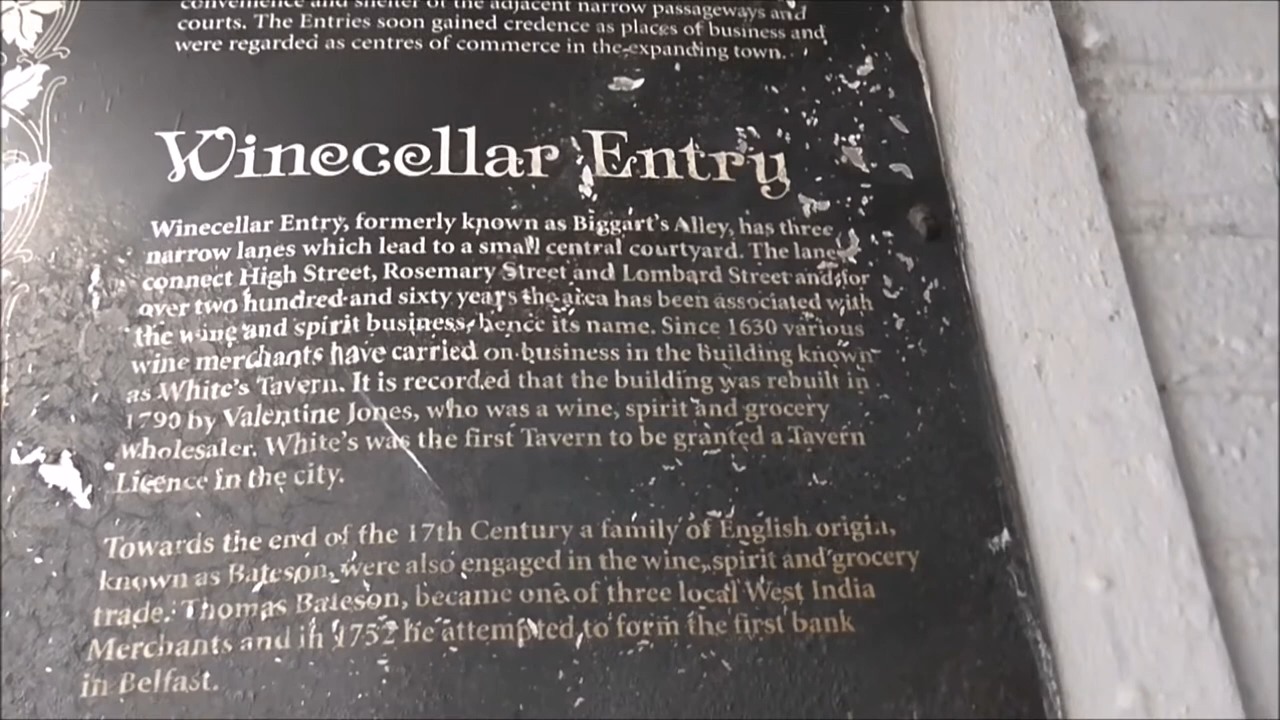 convenience and shelter of the adjacent narrow passageways and
courts. The Entries soon gained credence as places of business and
were regarded as centres of commerce in the expanding town.
Winecellar Entry
Winecellar Entry, formerly known as Biggart's Alley, has three
narrow lanes which lead to a small central courtyard. The lanes
connect High Street, Rosemary Street and Lombard Street and for
over two hundred and sixty years the area has been associated with
the wine and spirit business, hence its name. Since 1630 various
wine merchants have carried on business in the building known
as White's Tavern. It is recorded that the building was rebuilt in
1790 by Valentine Jones, who was a wine, spirit and grocery
wholesaler. White's was the first Tavern to be granted a Tavern
Licence in the city.
Towards the end of the 17th Century a family of English origin,
known as Bateson, were also engaged in the wine, spirit and grocery
trade. Thomas Bateson, became one of three local West India
Merchants and in 1752 he attempted to form the first bank
in Belfast.